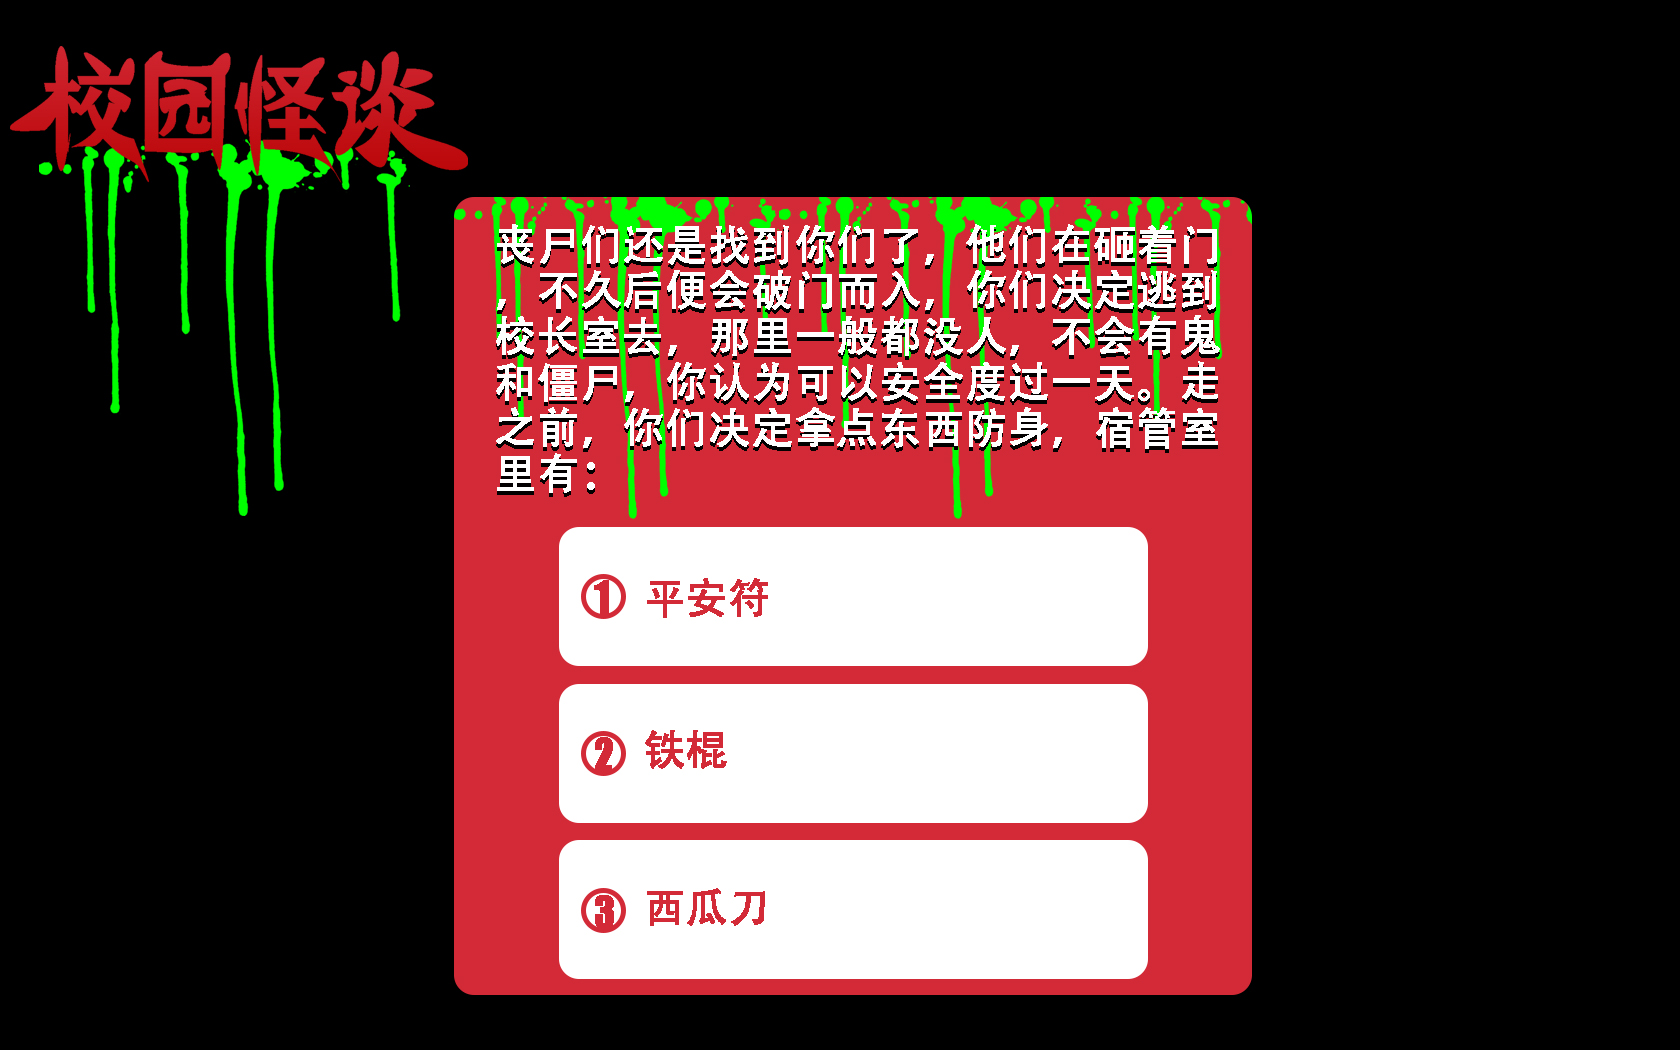 校园怪谈
丧尸们还是找到你们了，他们在砸着门
，不久后便会破门而入，你们决定逃到
校长室去，那里一般都没人，不会有鬼
和僵尸，你认为可以安全度过一天。走
之前，你们决定拿点东西防身，宿管室
里有：
① 平安符
② 铁棍
③ 西瓜刀